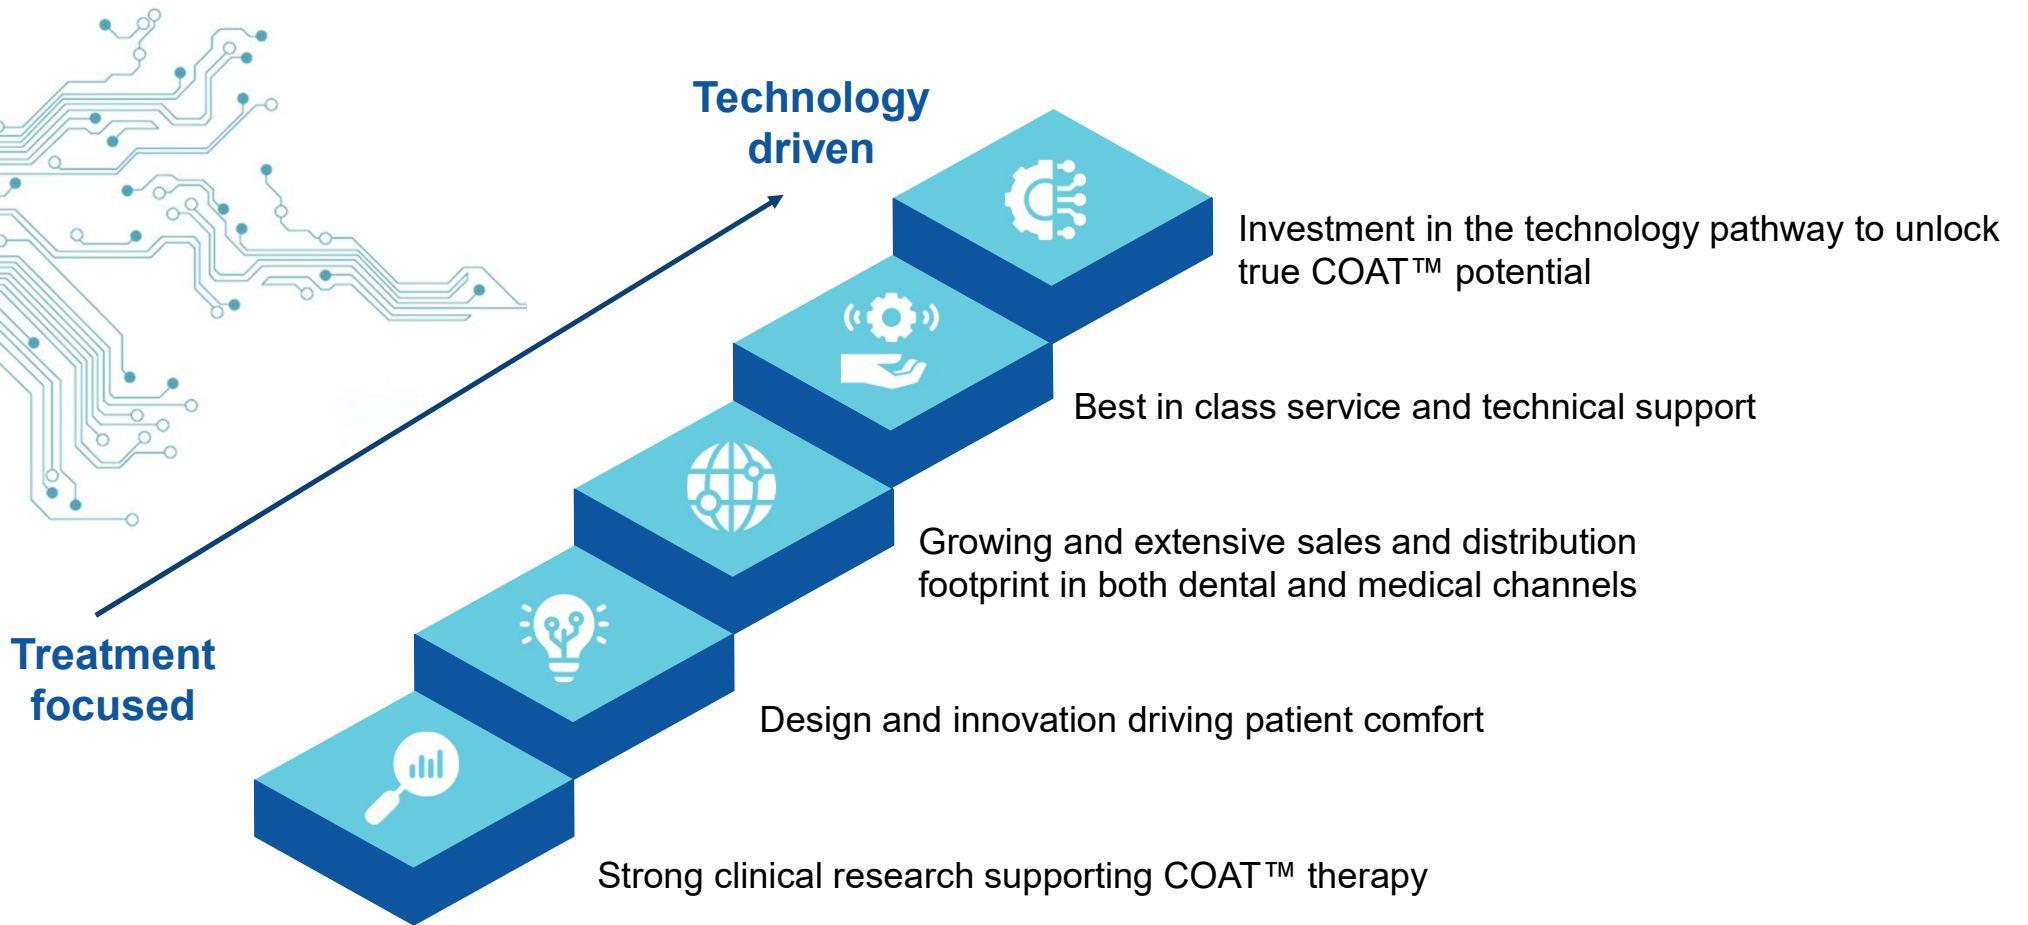 Technology
driven
Investment in the technology pathway to unlock
true COAT™ potential
Best in class service and technical support
Growing and extensive sales and distribution
footprint in both dental and medical channels
Treatment
focused
Design and innovation driving patient comfort
Strong clinical research supporting COAT™ therapy